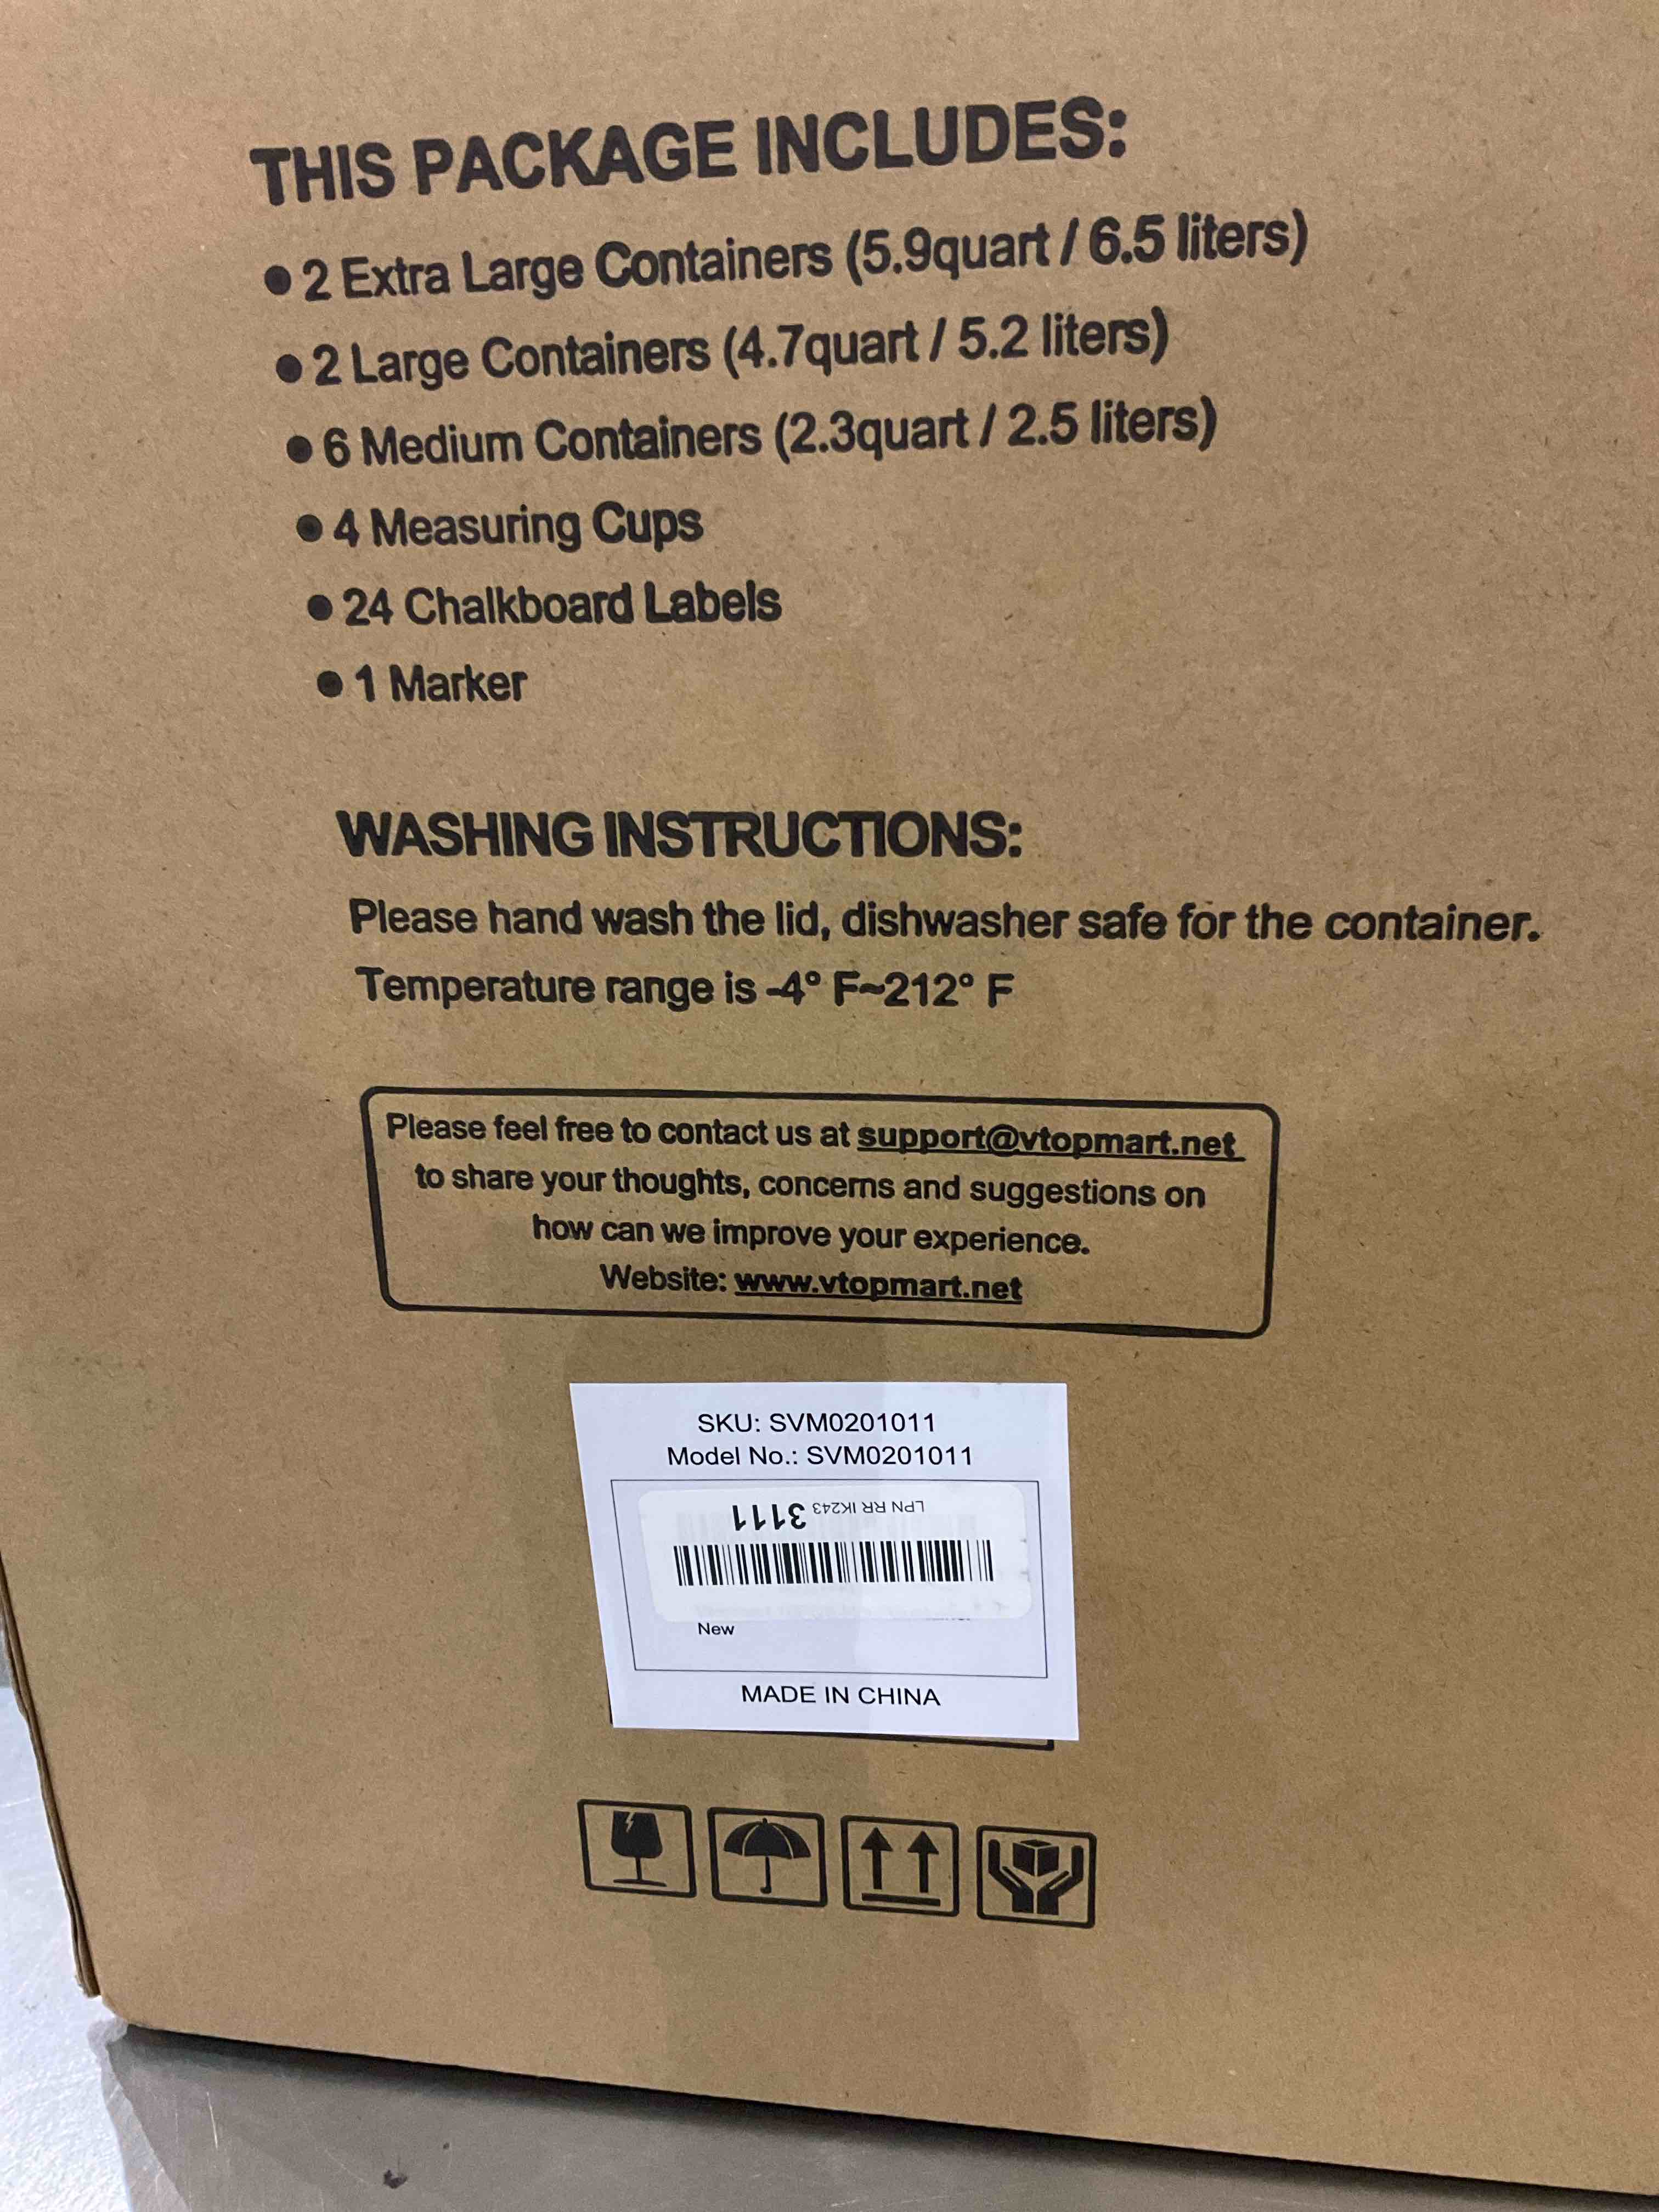 THIS PACKAGE INCLUDES:
● 2 Extra Large Containers (5.9quart / 6.5 liters)
● 2 Large Containers (4.7quart / 5.2 liters)
● 6 Medium Containers (2.3quart / 2.5 liters)
● 4 Measuring Cups
● 24 Chalkboard Labels
● 1 Marker
WASHING INSTRUCTIONS:
Please hand wash the lid, dishwasher safe for the container.
Temperature range is -4° F~212° F
Please feel free to contact us at support@vtopmart.net
to share your thoughts, concerns and suggestions on
how can we improve your experience.
Website: www.vtopmart.net
SKU: SVM0201011
Model No.: SVM0201011
LPN RR IK243 3111
New
MADE IN CHINA